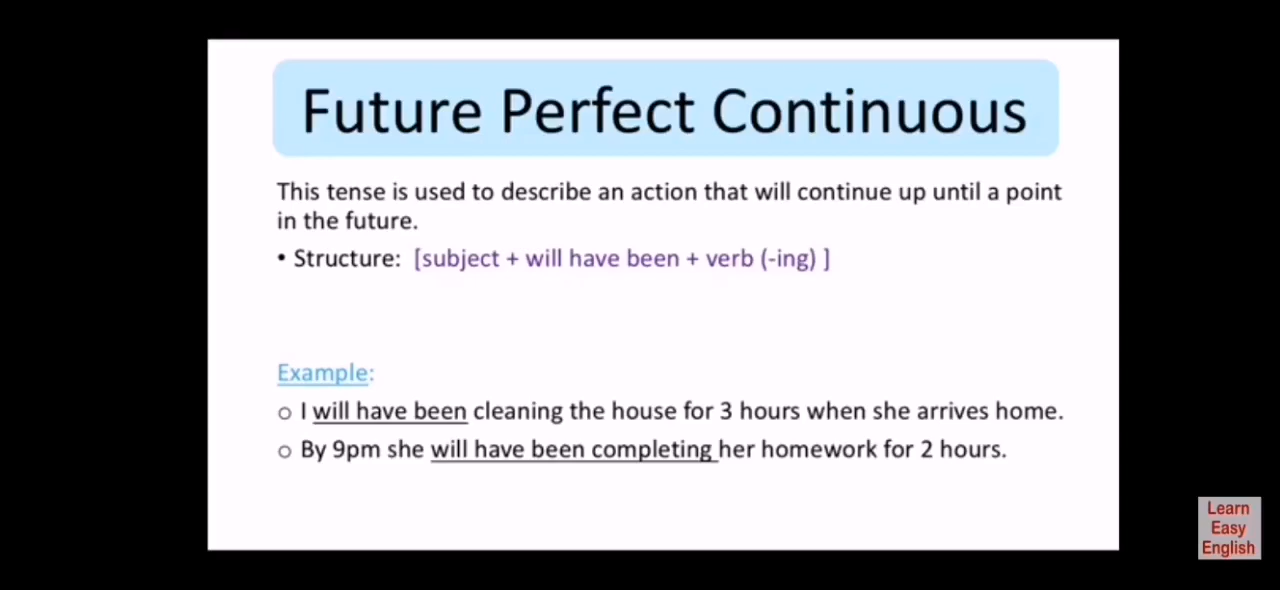 Future Perfect Continuous
This tense is used to describe an action that will continue up until a point
in the future.
• Structure: [subject + will have been + verb (-ing) ]
Example:
o I will have been cleaning the house for 3 hours when she arrives home.
o By 9pm she will have been completing her homework for 2 hours.
Learn
Easy
English